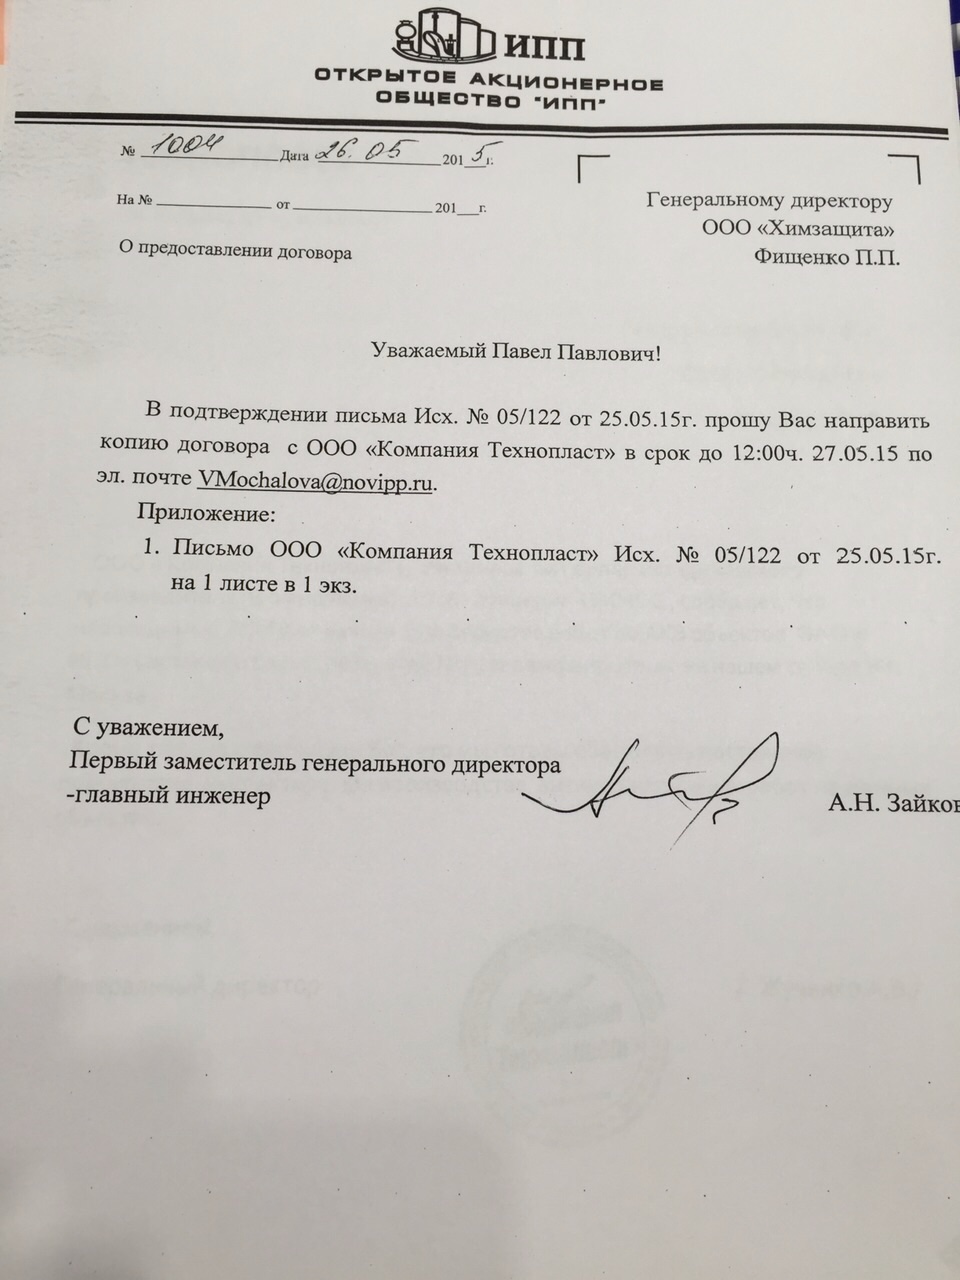 ИПП
ОТКРЫТОЕ АКЦИОНЕРНОЕ
ОБЩЕСТВО "ИПП"
№ 1004 Дата 26.05 2015г.
На № ____________ от ____________ 201___г.
О предоставлении договора
Генеральному директору
ООО «Химзащита»
Фищенко П.П.
Уважаемый Павел Павлович!
В подтверждении письма Исх. № 05/122 от 25.05.15г. прошу Вас направить
копию договора с ООО «Компания Технопласт» в срок до 12:00ч. 27.05.15 по
эл. почте VMochalova@novipp.ru.
Приложение:
1. Письмо ООО «Компания Технопласт» Исх. № 05/122 от 25.05.15г.
на 1 листе в 1 экз.
С уважением,
Первый заместитель генерального директора
-главный инженер
А.Н. Зайков